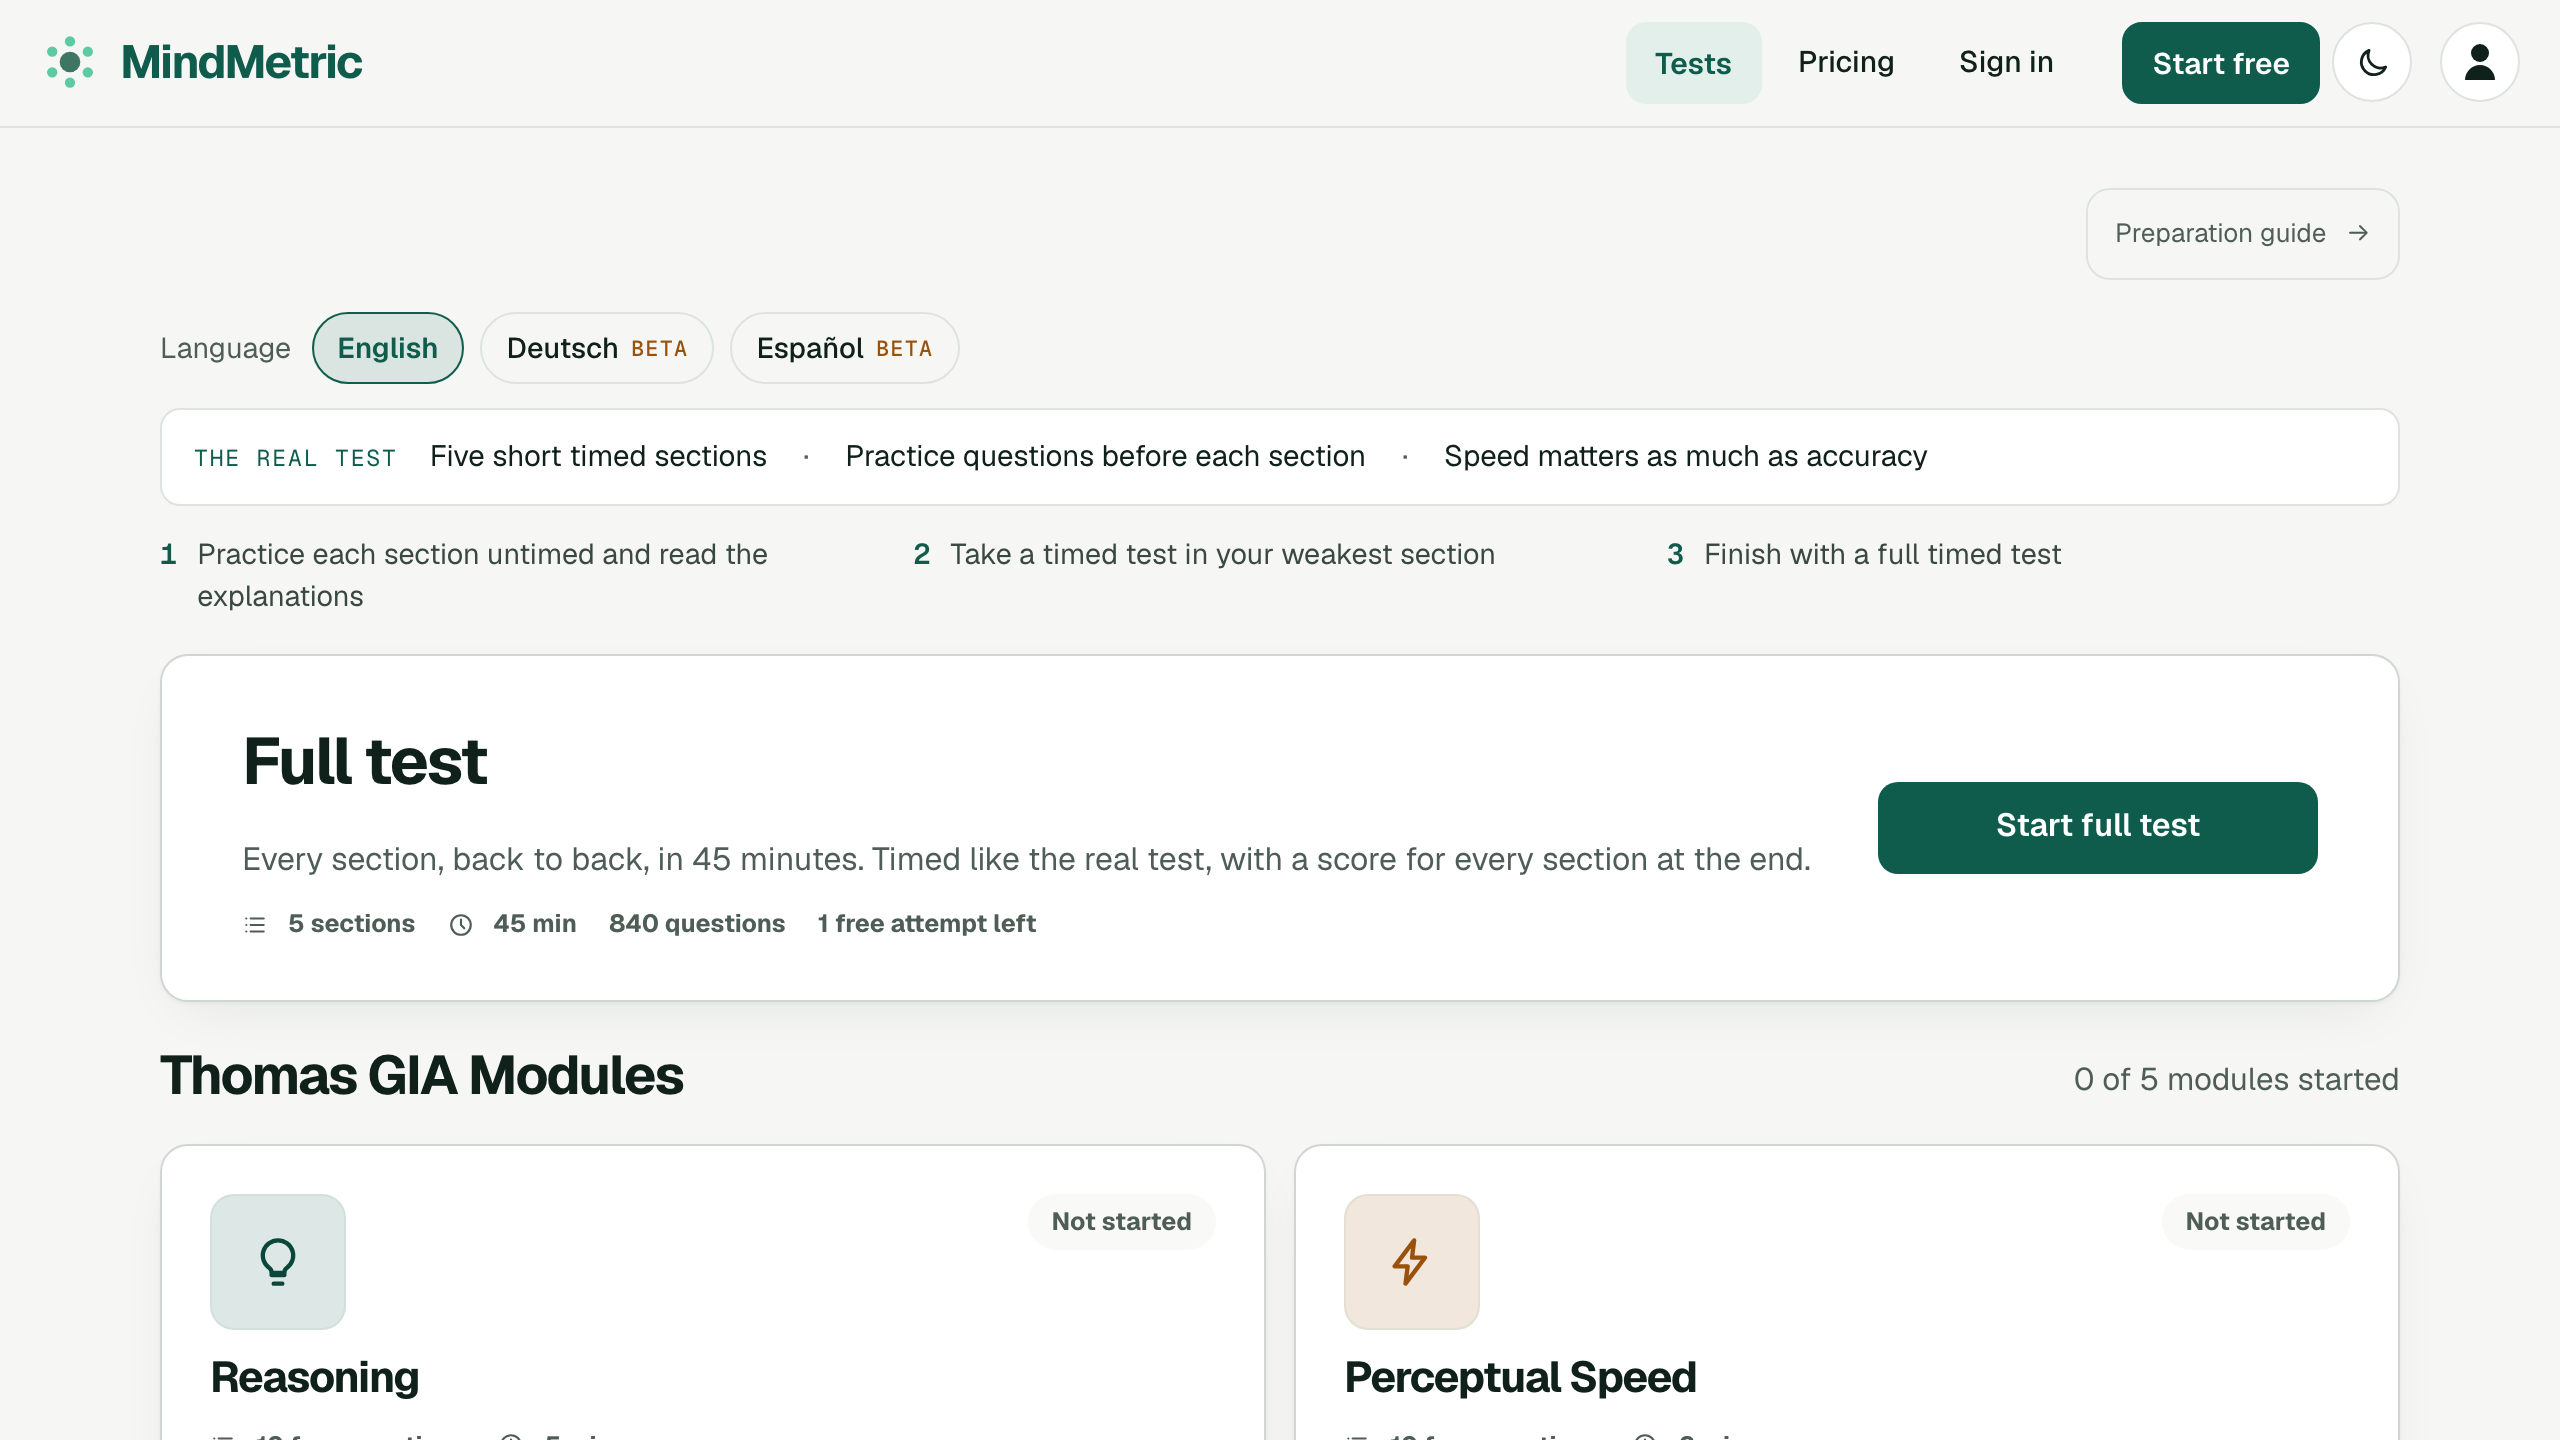 MindMetric
Tests
Pricing
Sign in
Start free
Preparation guide →
Language
English
Deutsch BETA
Español BETA
THE REAL TEST Five short timed sections · Practice questions before each section · Speed matters as much as accuracy
1 Practice each section untimed and read the
explanations
2 Take a timed test in your weakest section
3 Finish with a full timed test
Full test
Every section, back to back, in 45 minutes. Timed like the real test, with a score for every section at the end.
5 sections 45 min 840 questions 1 free attempt left
Start full test
Thomas GIA Modules
0 of 5 modules started
Not started
Reasoning
Not started
Perceptual Speed